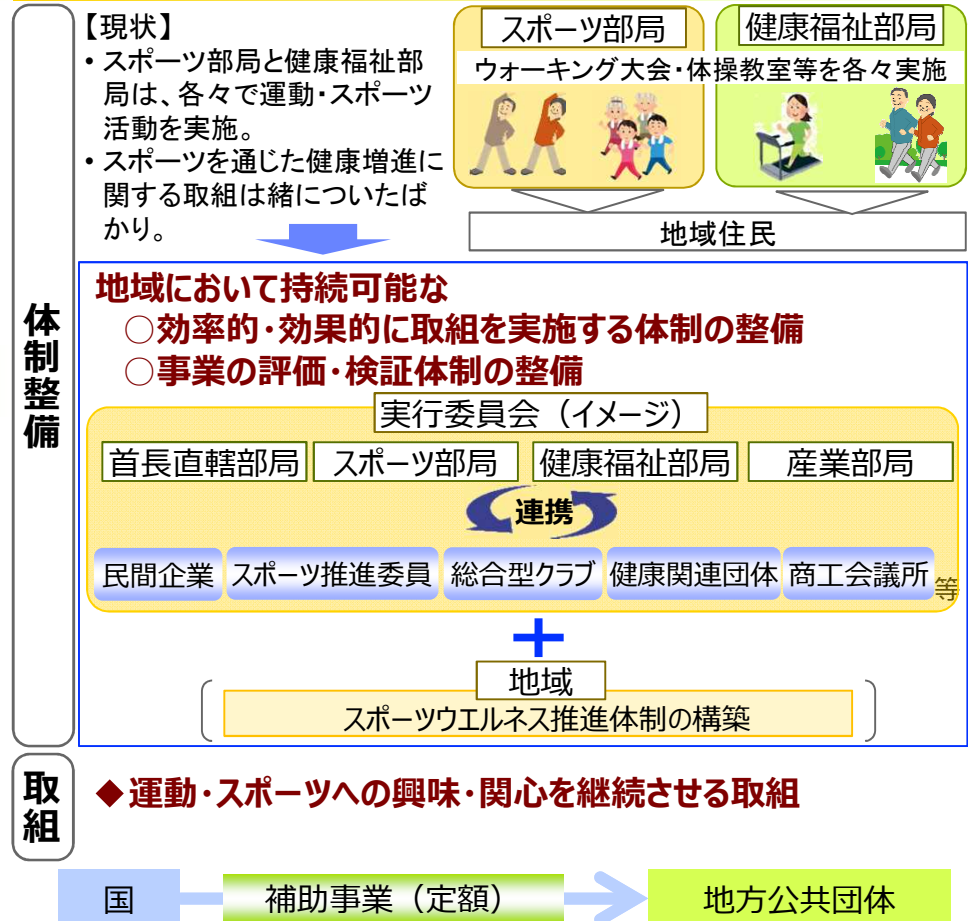 【現状】
・スポーツ部局と健康福祉部
局は、各々で運動・スポーツ
活動を実施。
・スポーツを通じた健康増進に
関する取組は緒についたば
かり。
スポーツ部局
健康福祉部局
ウォーキング大会・体操教室等を各々実施
地域住民
体制整備
地域において持続可能な
○効率的・効果的に取組を実施する体制の整備
○事業の評価・検証体制の整備
実行委員会（イメージ）
首長直轄部局
スポーツ部局
健康福祉部局
産業部局
連携
民間企業
スポーツ推進委員
総合型クラブ
健康関連団体
商工会議所
等
＋
地域
スポーツウエルネス推進体制の構築
取組
◆運動・スポーツへの興味・関心を継続させる取組
国
補助事業（定額）
地方公共団体